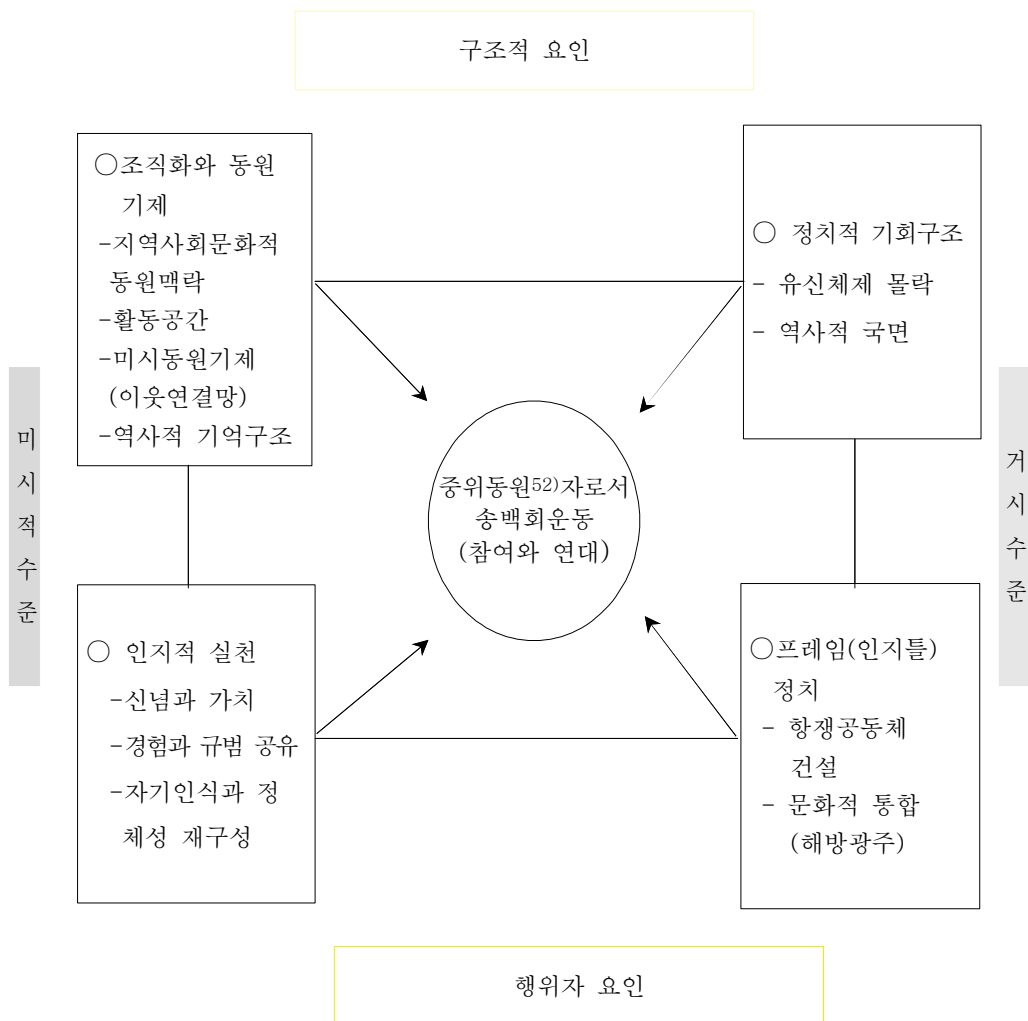 구조적 요인
○조직화와 동원
기제
-지역사회문화적
동원맥락
-활동공간
-미시동원기제
(이웃연결망)
-역사적 기억구조
○ 정치적 기회구조
- 유신체제 몰락
- 역사적 국면
미
시
적
수
준
중위동원52)자로서
송백회운동
(참여와 연대)
거
시
수
준
○ 인지적 실천
-신념과 가치
-경험과 규범 공유
-자기인식과 정
체성 재구성
○프레임(인지틀)
정치
- 항쟁공동체
건설
- 문화적 통합
(해방광주)
행위자 요인